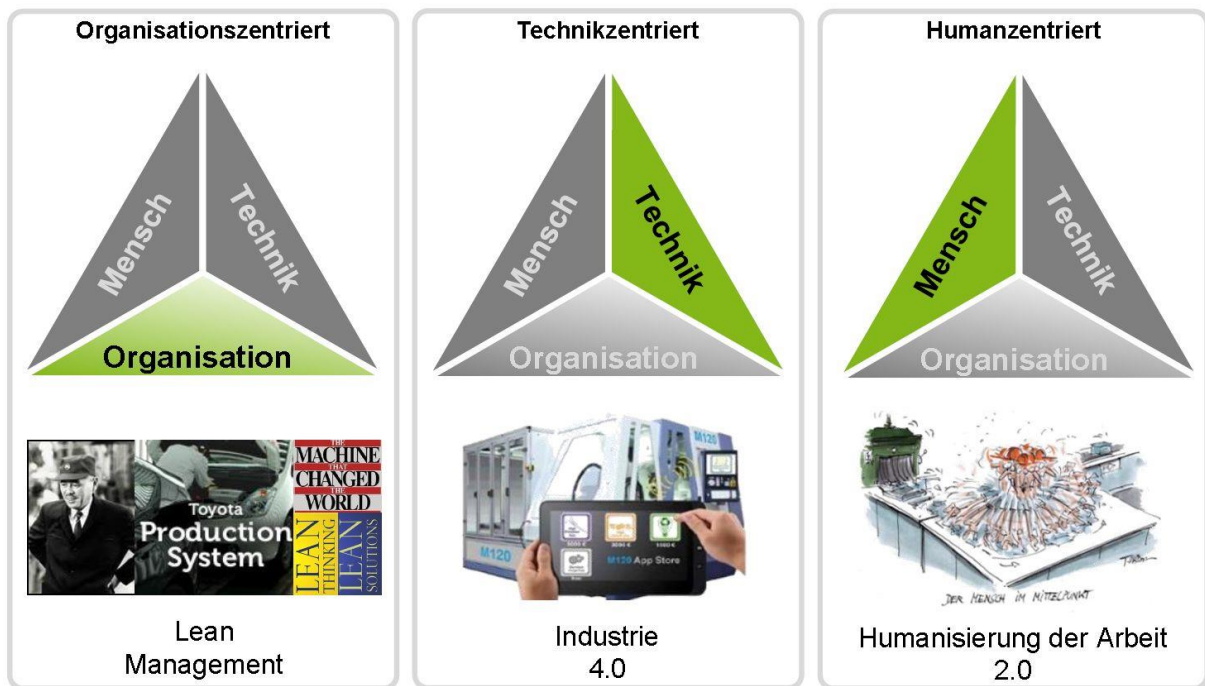 Organisationszentriert
Mensch
Technik
Organisation
Toyota
Production
System
THE
MACHINE
THAT
CHANGED
THE
WORLD
LEAN
THINKING
LEAN
SOLUTIONS
Lean
Management
Technikzentriert
Mensch
Technik
Organisation
M120
M120
M120 App Store
Industrie
4.0
Humanzentriert
Mensch
Technik
Organisation
DER MENSCH IM MITTELPUNKT
Humanisierung der Arbeit
2.0